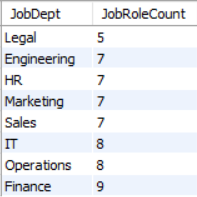 JobDept JobRoleCount
Legal 5
Engineering 7
HR 7
Marketing 7
Sales 7
IT 8
Operations 8
Finance 9